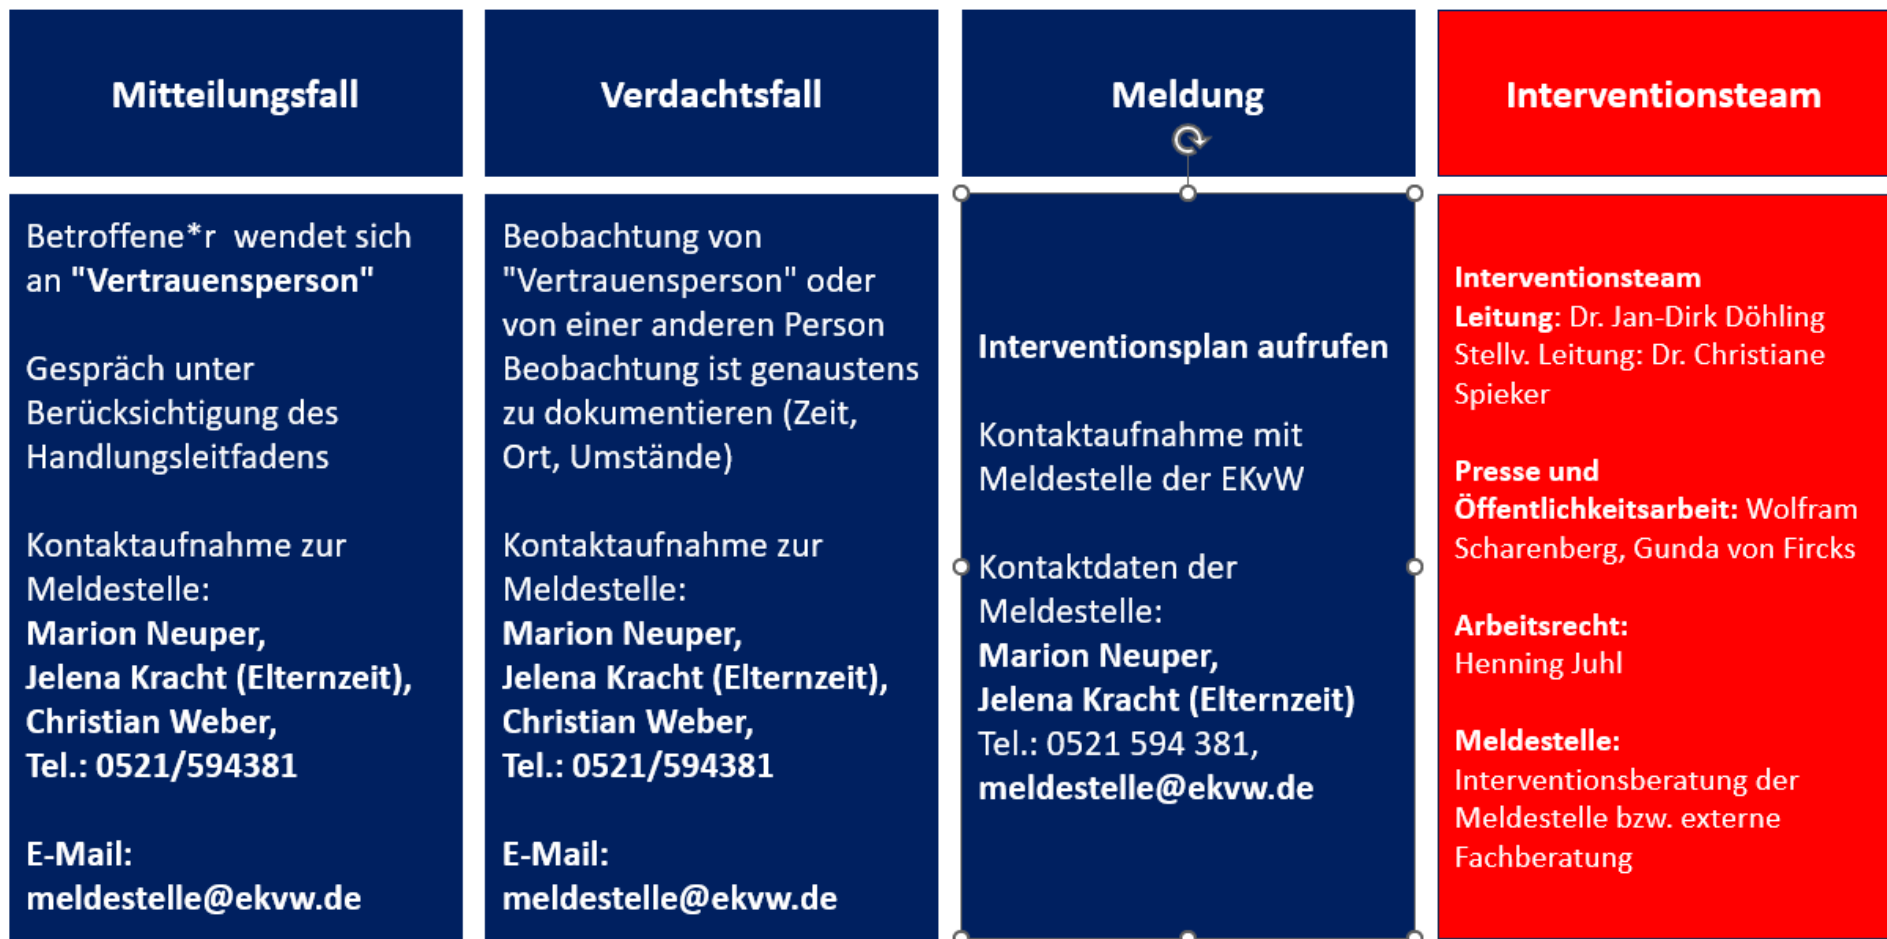 Mitteilungsfall
Betroffene*r wendet sich
an "Vertrauensperson"
Gespräch unter
Berücksichtigung des
Handlungsleitfadens
Kontaktaufnahme zur
Meldestelle:
Marion Neuper,
Jelena Kracht (Elternzeit),
Christian Weber,
Tel.: 0521/594381
E-Mail:
meldestelle@ekvw.de
Verdachtsfall
Beobachtung von
"Vertrauensperson" oder
von einer anderen Person
Beobachtung ist genaustens
zu dokumentieren (Zeit,
Ort, Umstände)
Kontaktaufnahme zur
Meldestelle:
Marion Neuper,
Jelena Kracht (Elternzeit),
Christian Weber,
Tel.: 0521/594381
E-Mail:
meldestelle@ekvw.de
Meldung
Interventionsplan aufrufen
Kontaktaufnahme mit
Meldestelle der EKvW
Kontaktdaten der
Meldestelle:
Marion Neuper,
Jelena Kracht (Elternzeit)
Tel.: 0521 594 381,
meldestelle@ekvw.de
Interventionsteam
Interventionsteam
Leitung: Dr. Jan-Dirk Döhling
Stellv. Leitung: Dr. Christiane
Spieker
Presse und
Öffentlichkeitsarbeit: Wolfram
Scharenberg, Gunda von Fircks
Arbeitsrecht:
Henning Juhl
Meldestelle:
Interventionsberatung der
Meldestelle bzw. externe
Fachberatung